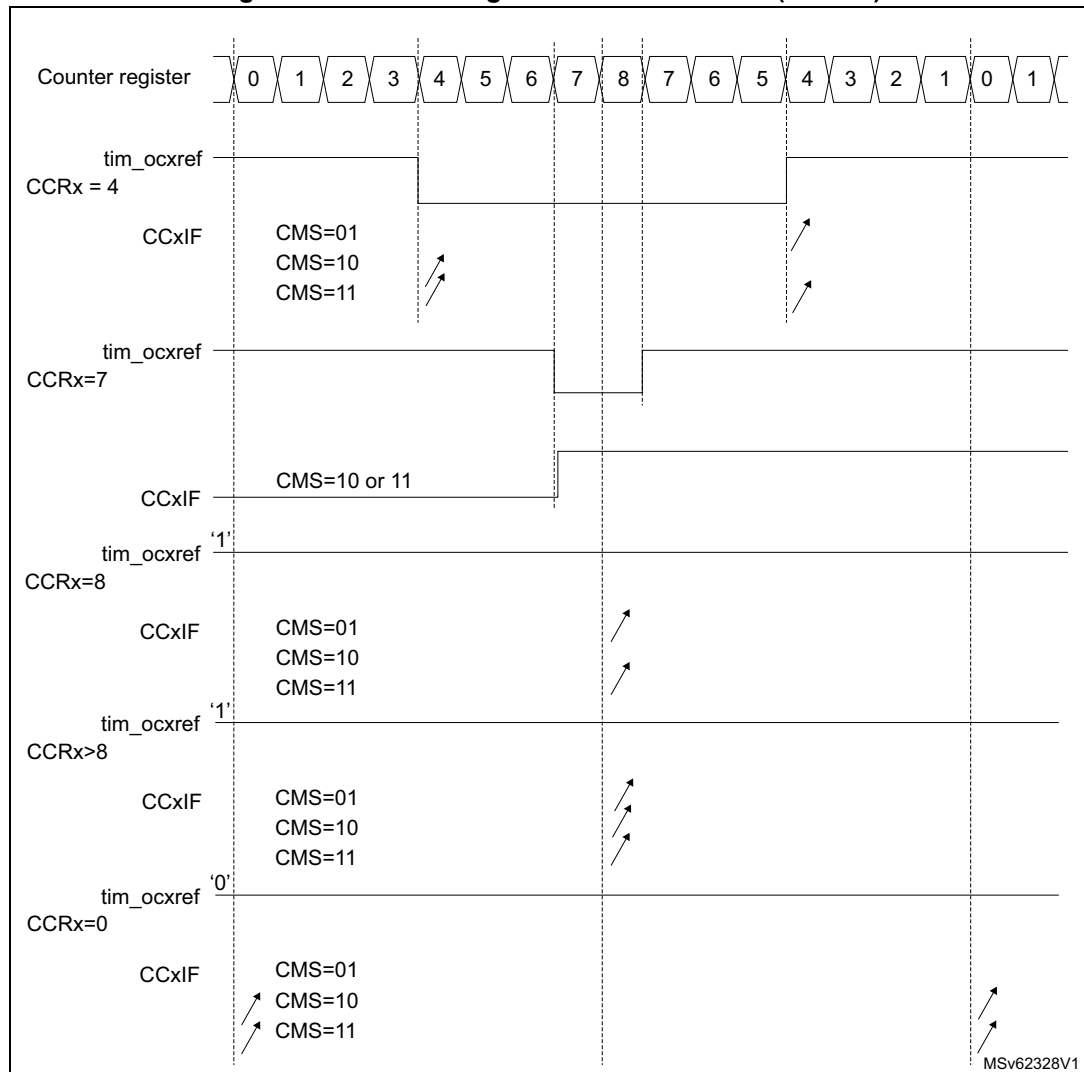 Counter register 0 1 2 3 4 5 6 7 8 7 6 5 4 3 2 1 0 1
tim_ocxref
CCRx = 4
CCxIF CMS=01
CMS=10
CMS=11
tim_ocxref
CCRx=7
CCxIF CMS=10 or 11
tim_ocxref '1'
CCRx=8
CCxIF CMS=01
CMS=10
CMS=11
tim_ocxref '1'
CCRx>8
CCxIF CMS=01
CMS=10
CMS=11
tim_ocxref '0'
CCRx=0
CCxIF CMS=01
CMS=10
CMS=11
MSv62328V1